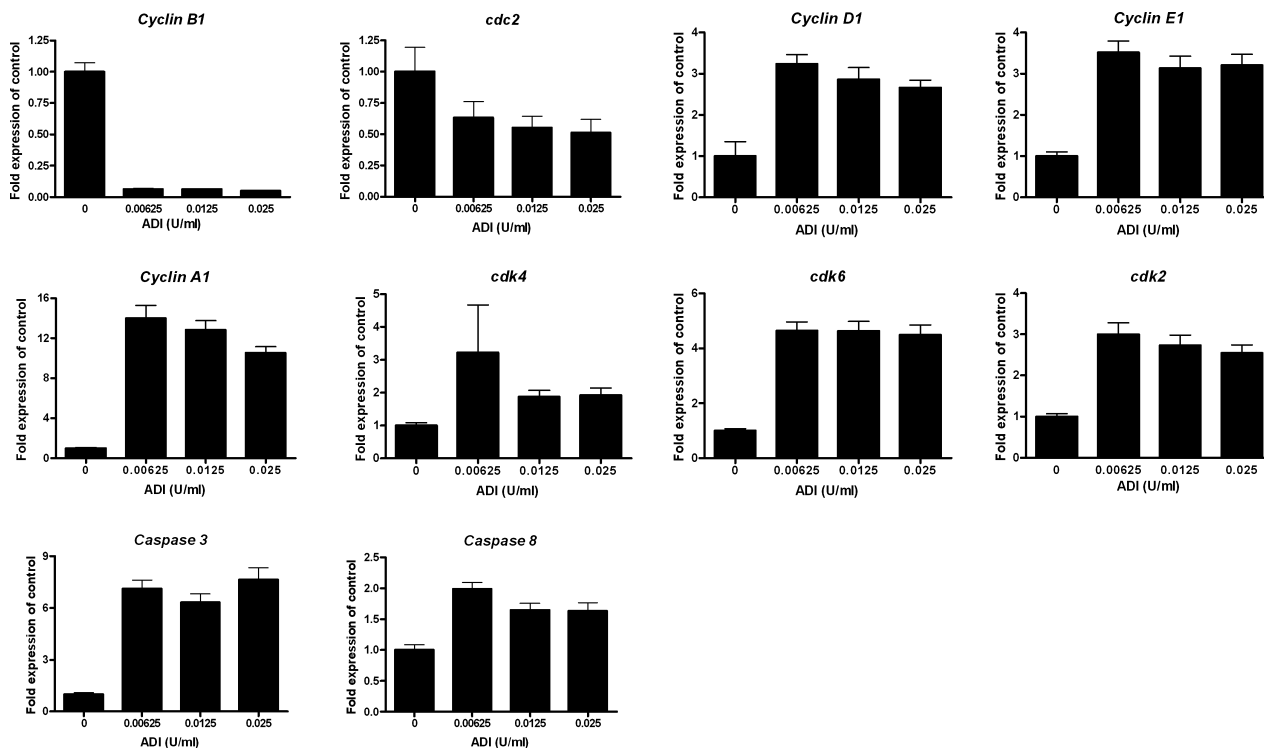 Cyclin B1
Fold expression of control
1.25
1.00
0.75
0.50
0.25
0.00
0 0.00625 0.0125 0.025
ADI (U/ml)
cdc2
Fold expression of control
1.25
1.00
0.75
0.50
0.25
0.00
0 0.00625 0.0125 0.025
ADI (U/ml)
Cyclin D1
Fold expression of control
4
3
2
1
0
0 0.00625 0.0125 0.025
ADI (U/ml)
Cyclin E1
Fold expression of control
4
3
2
1
0
0 0.00625 0.0125 0.025
ADI (U/ml)
Cyclin A1
Fold expression of control
16
12
8
4
0
0 0.00625 0.0125 0.025
ADI (U/ml)
cdk4
Fold expression of control
5
4
3
2
1
0
0 0.00625 0.0125 0.025
ADI (U/ml)
cdk6
Fold expression of control
6
4
2
0
0 0.00625 0.0125 0.025
ADI (U/ml)
cdk2
Fold expression of control
4
3
2
1
0
0 0.00625 0.0125 0.025
ADI (U/ml)
Caspase 3
Fold expression of control
9
6
3
0
0 0.00625 0.0125 0.025
ADI (U/ml)
Caspase 8
Fold expression of control
2.5
2.0
1.5
1.0
0.5
0.0
0 0.00625 0.0125 0.025
ADI (U/ml)